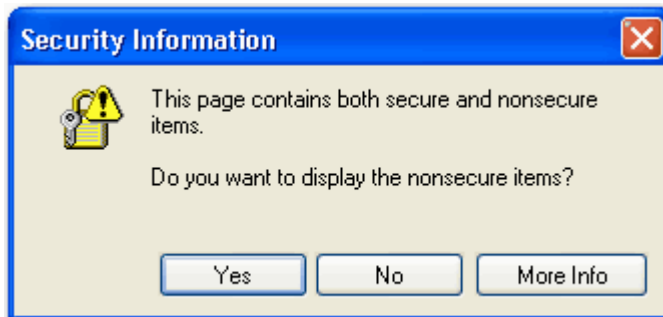 Security Information
This page contains both secure and nonsecure
items.
Do you want to display the nonsecure items?
Yes
No
More Info